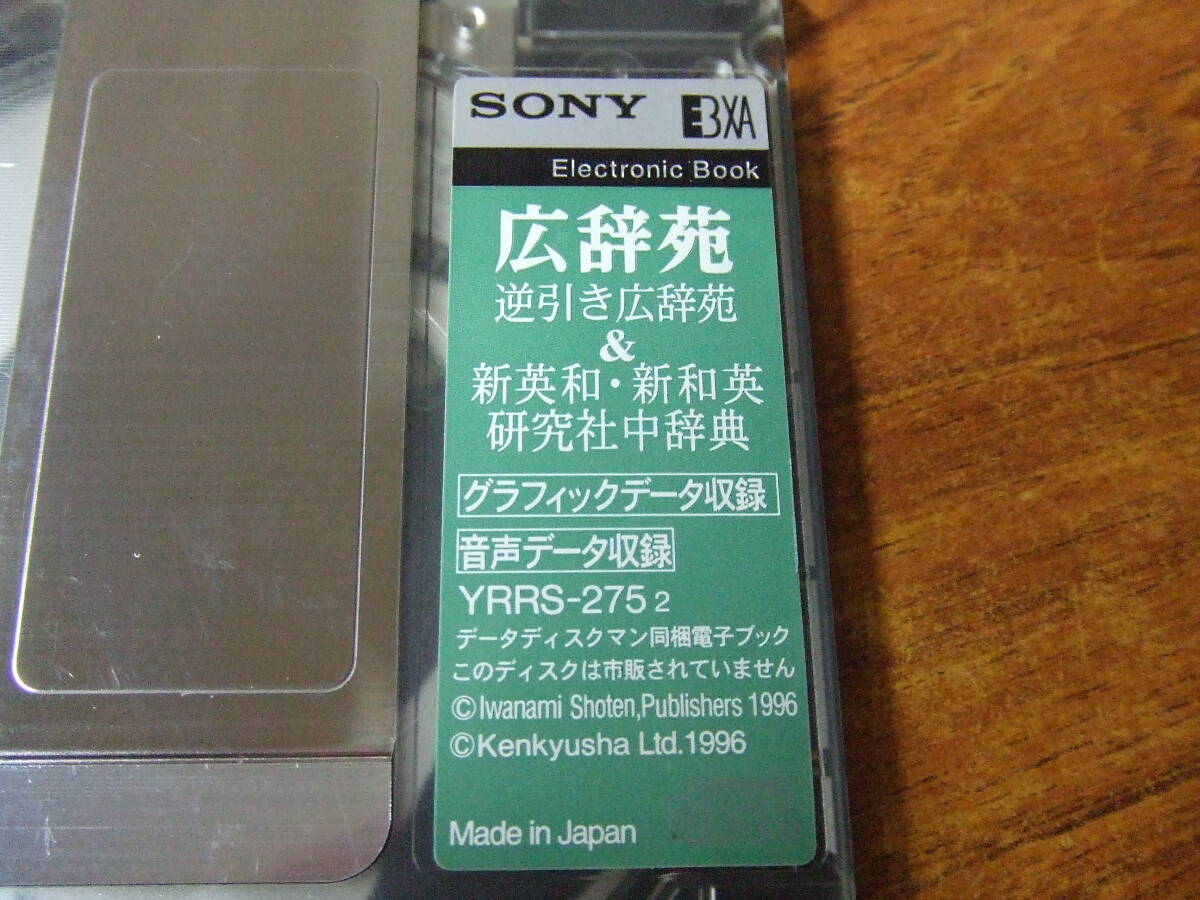 SONY EBXA
Electronic Book
広辞苑
逆引き広辞苑
&
新英和・新和英
研究社中辞典
グラフィックデータ収録
音声データ収録
YRRS-275 2
データディスクマン同梱電子ブック
このディスクは市販されていません
©Iwanami Shoten,Publishers 1996
©Kenkyusha Ltd.1996
Made in Japan